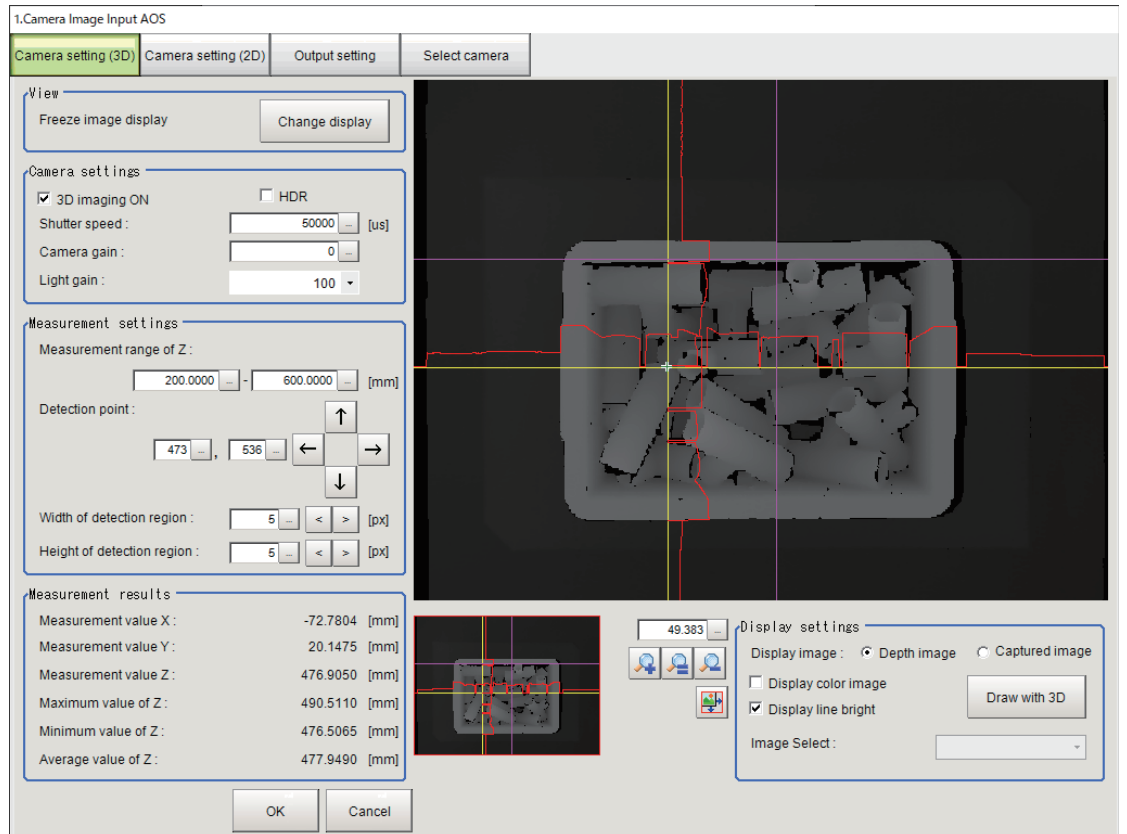 1.Camera Image Input AOS
Camera setting (3D) Camera setting (2D) Output setting Select camera
View
Freeze image display Change display
Camera settings
3D imaging ON HDR
Shutter speed : 50000 ... [us]
Camera gain : 0 ...
Light gain : 100
Measurement settings
Measurement range of Z :
200.0000 ... - 600.0000 ... [mm]
Detection point :
↑
473 ... , 536 ... ← →
↓
Width of detection region : 5 ... < > [px]
Height of detection region : 5 ... < > [px]
Measurement results
Measurement value X : -72.7804 [mm]
Measurement value Y : 20.1475 [mm]
Measurement value Z : 476.9050 [mm]
Maximum value of Z : 490.5110 [mm]
Minimum value of Z : 476.5065 [mm]
Average value of Z : 477.9490 [mm]
OK Cancel
49.383 ...
Display settings
Display image : Depth image Captured image
Display color image
Display line bright
Draw with 3D
Image Select :